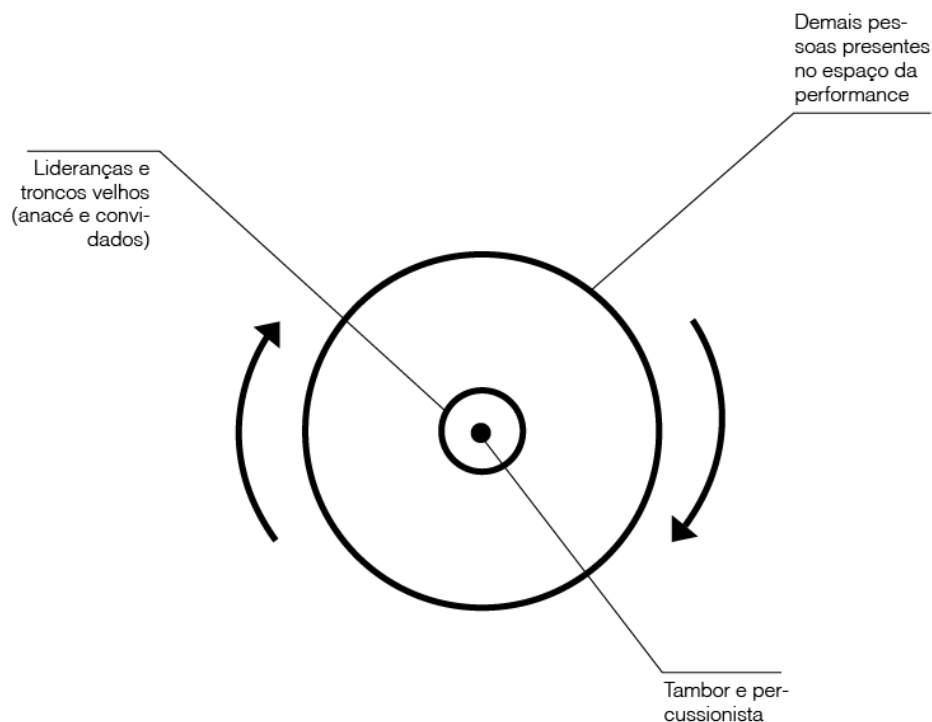 Demais pes-
soas presentes
no espaço da
performance
Lideranças e
troncos velhos
(anacé e convi-
dados)
Tambor e per-
cussionista